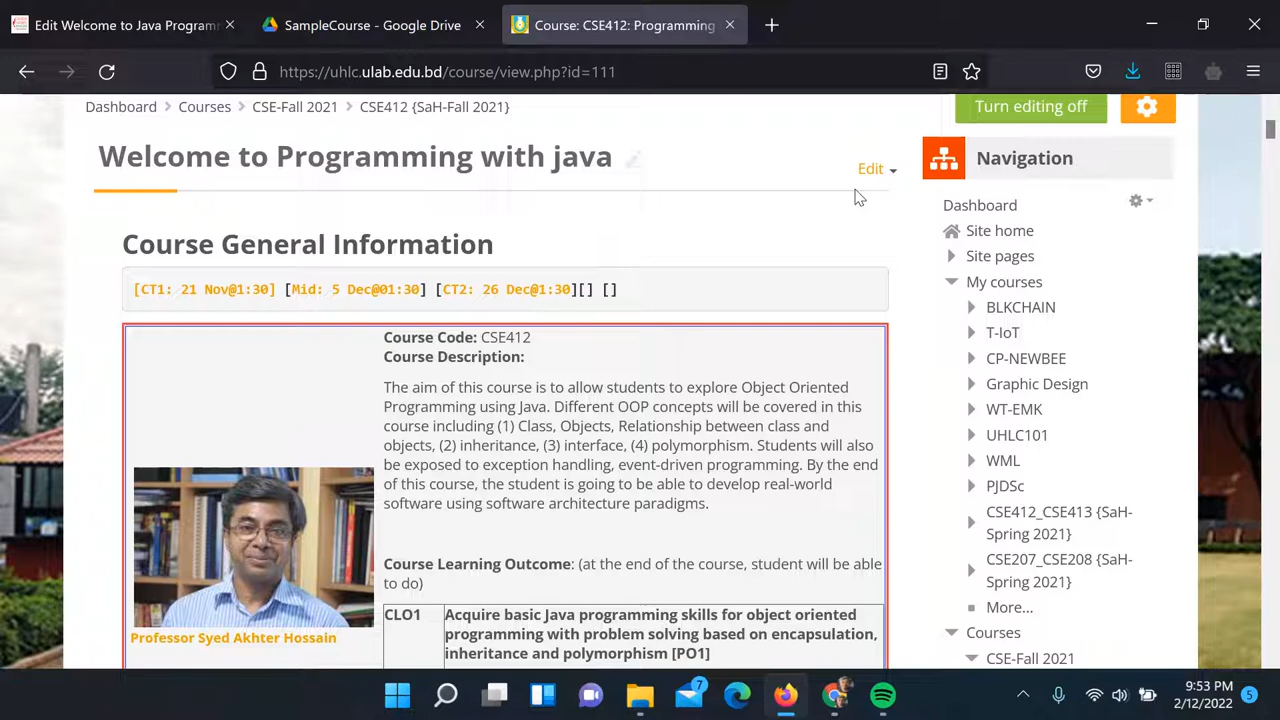 Edit Welcome to Java Programm
SampleCourse - Google Drive
Course: CSE412: Programming
https://uhlc.ulab.edu.bd/course/view.php?id=111
Dashboard
Courses
CSE-Fall 2021
CSE412 {SaH-Fall 2021}
Turn editing off
Welcome to Programming with java
Edit
Course General Information
[CT1: 21 Nov@1:30] [Mid: 5 Dec@01:30] [CT2: 26 Dec@1:30][] []
Course Code: CSE412
Course Description:
The aim of this course is to allow students to explore Object Oriented
Programming using Java. Different OOP concepts will be covered in this
course including (1) Class, Objects, Relationship between class and
objects, (2) inheritance, (3) interface, (4) polymorphism. Students will also
be exposed to exception handling, event-driven programming. By the end
of this course, the student is going to be able to develop real-world
software using software architecture paradigms.
Professor Syed Akhter Hossain
Course Learning Outcome: (at the end of the course, student will be able
to do)
CLO1
Acquire basic Java programming skills for object oriented
programming with problem solving based on encapsulation,
inheritance and polymorphism [PO1]
Navigation
Dashboard
Site home
Site pages
My courses
BLKCHAIN
T-IoT
CP-NEWBEE
Graphic Design
WT-EMK
UHLC101
WML
PJDSc
CSE412_CSE413 {SaH-
Spring 2021}
CSE207_CSE208 {SaH-
Spring 2021}
More...
Courses
CSE-Fall 2021
7
9:53 PM
2/12/2022
5